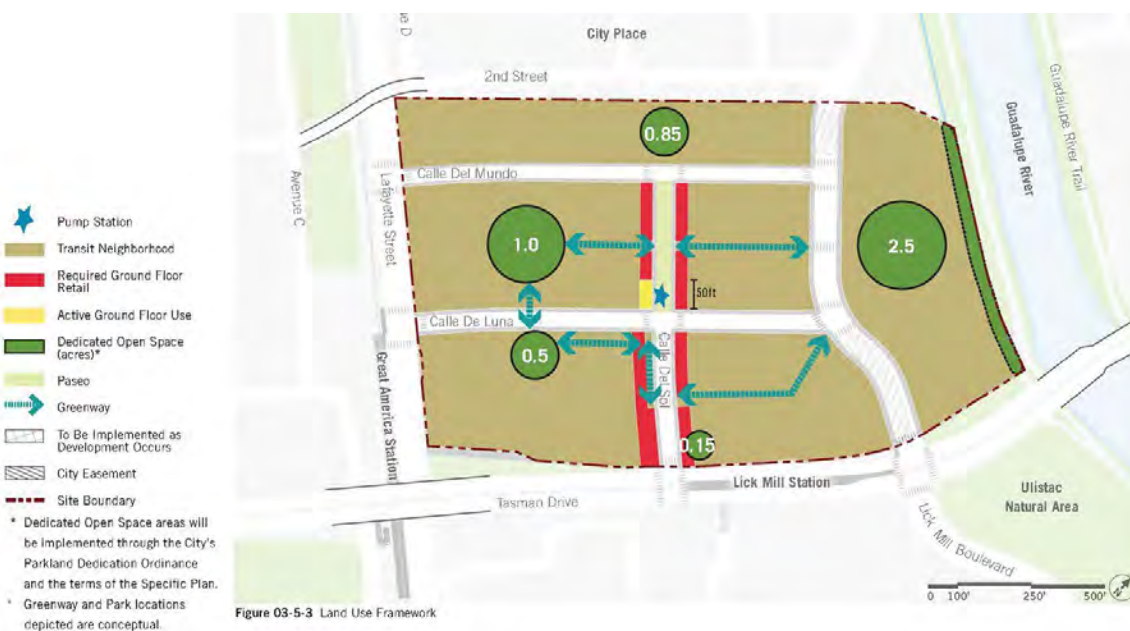 City Place
ue D
2nd Street
Guadalupe River
Guadalupe River Trail
0.85
Avenue C
Calle Del Mundo
Lafayette Street
1.0
2.5
50ft
Calle De Luna
0.5
Calle Del Sol
Great America Station
0.15
Lick Mill Station
Tasman Drive
Ulistac
Natural Area
Lick Mill Boulevard
0 100' 250' 500'
N
Pump Station
Transit Neighborhood
Required Ground Floor
Retail
Active Ground Floor Use
Dedicated Open Space
(acres)*
Paseo
Greenway
To Be Implemented as
Development Occurs
City Easement
Site Boundary
* Dedicated Open Space areas will
be implemented through the City's
Parkland Dedication Ordinance
and the terms of the Specific Plan.
* Greenway and Park locations
depicted are conceptual.
Figure 03-5-3 Land Use Framework